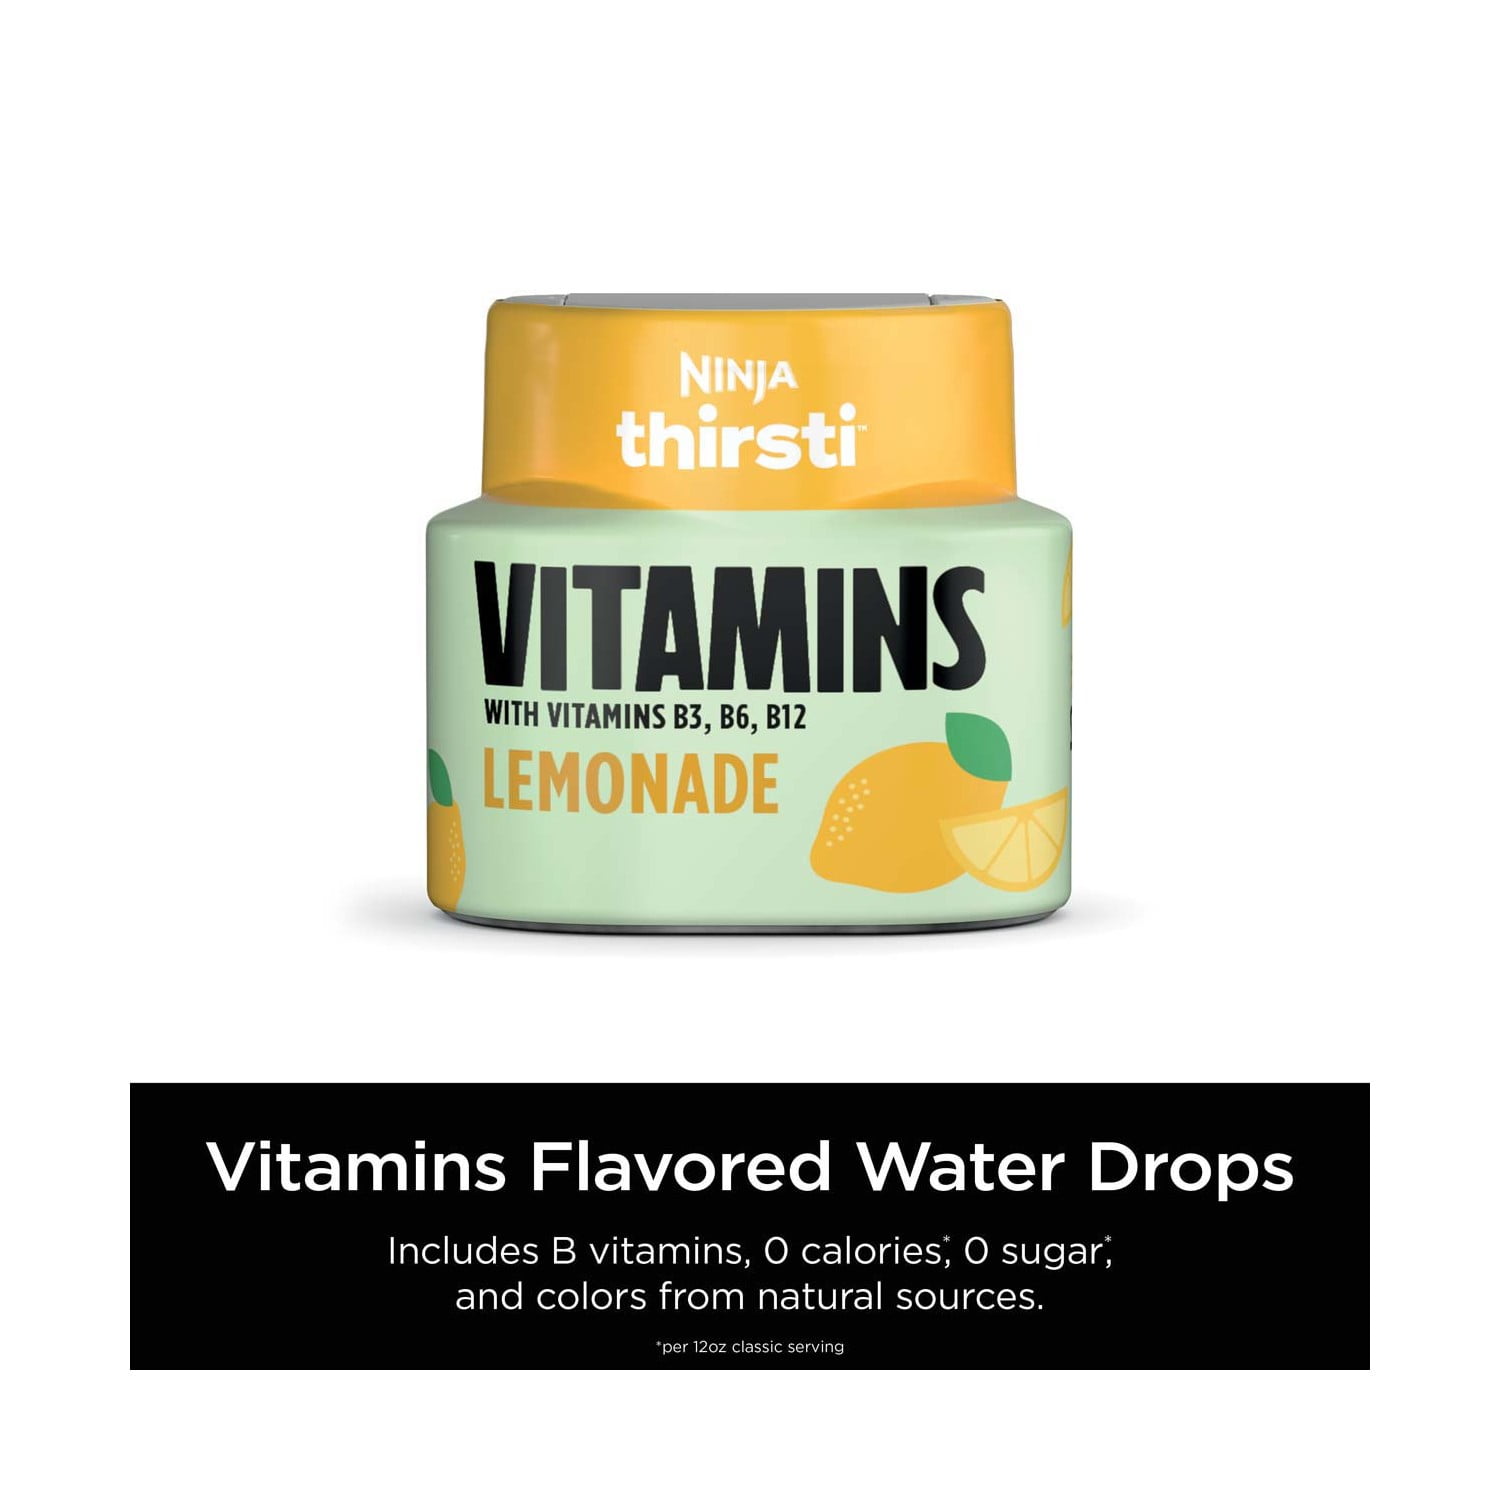 NINJA
thirsti™
VITAMINS
WITH VITAMINS B3, B6, B12
LEMONADE
Vitamins Flavored Water Drops
Includes B vitamins, 0 calories*, 0 sugar*,
and colors from natural sources.
*per 12oz classic serving